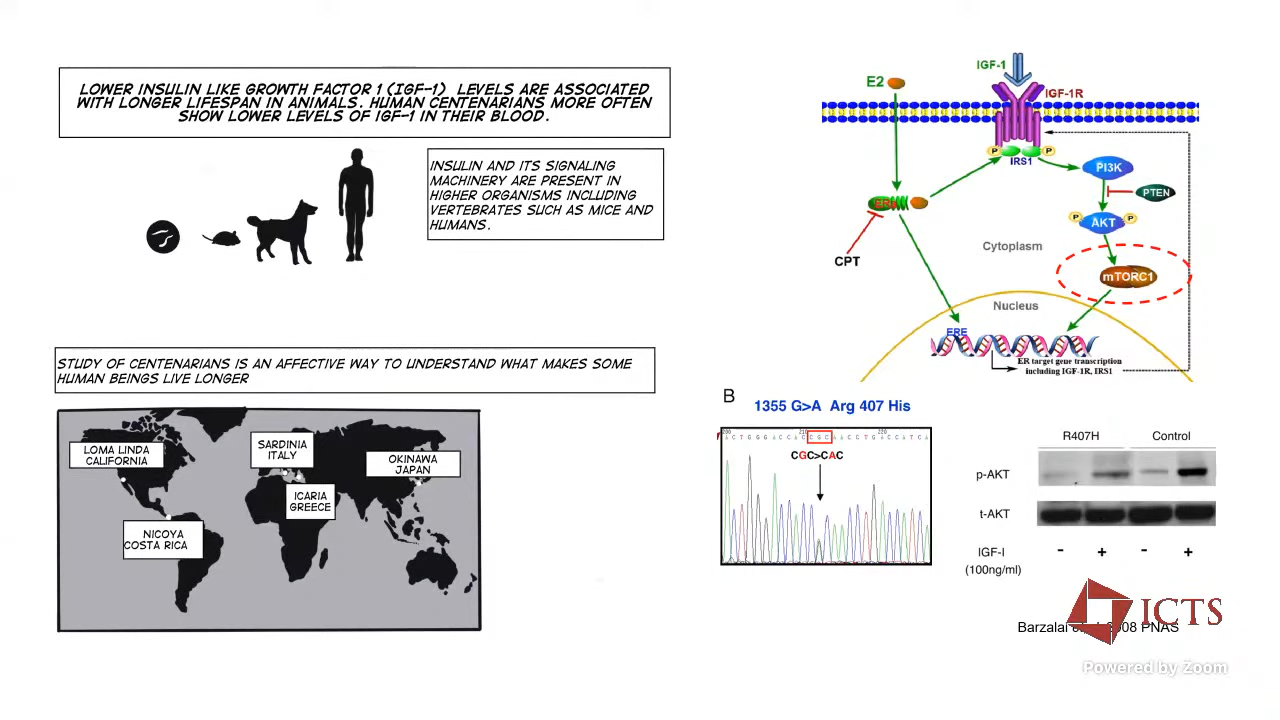 LOWER INSULIN LIKE GROWTH FACTOR 1 (IGF-1) LEVELS ARE ASSOCIATED
WITH LONGER LIFESPAN IN ANIMALS. HUMAN CENTENARIANS MORE OFTEN
SHOW LOWER LEVELS OF IGF-1 IN THEIR BLOOD.
INSULIN AND ITS SIGNALING
MACHINERY ARE PRESENT IN
HIGHER ORGANISMS INCLUDING
VERTEBRATES SUCH AS MICE AND
HUMANS.
STUDY OF CENTENARIANS IS AN AFFECTIVE WAY TO UNDERSTAND WHAT MAKES SOME
HUMAN BEINGS LIVE LONGER
LOMA LINDA
CALIFORNIA
SARDINIA
ITALY
OKINAWA
JAPAN
ICARIA
GREECE
NICOYA
COSTA RICA
IGF-1
E2
IGF-1R
P
P
IRS1
PI3K
PTEN
P
AKT
P
CPT
Cytoplasm
mTORC1
Nucleus
ERE
ER target gene transcription
including IGF-1R, IRS1
B
1355 G>A Arg 407 His
210
220
A C T G G G A C C A C C G C A A C C T G A C C A T C A
CGC>CAC
R407H Control
p-AKT
t-AKT
IGF-I - + - +
(100ng/ml)
ICTS
PNAS
Powered by Zoom